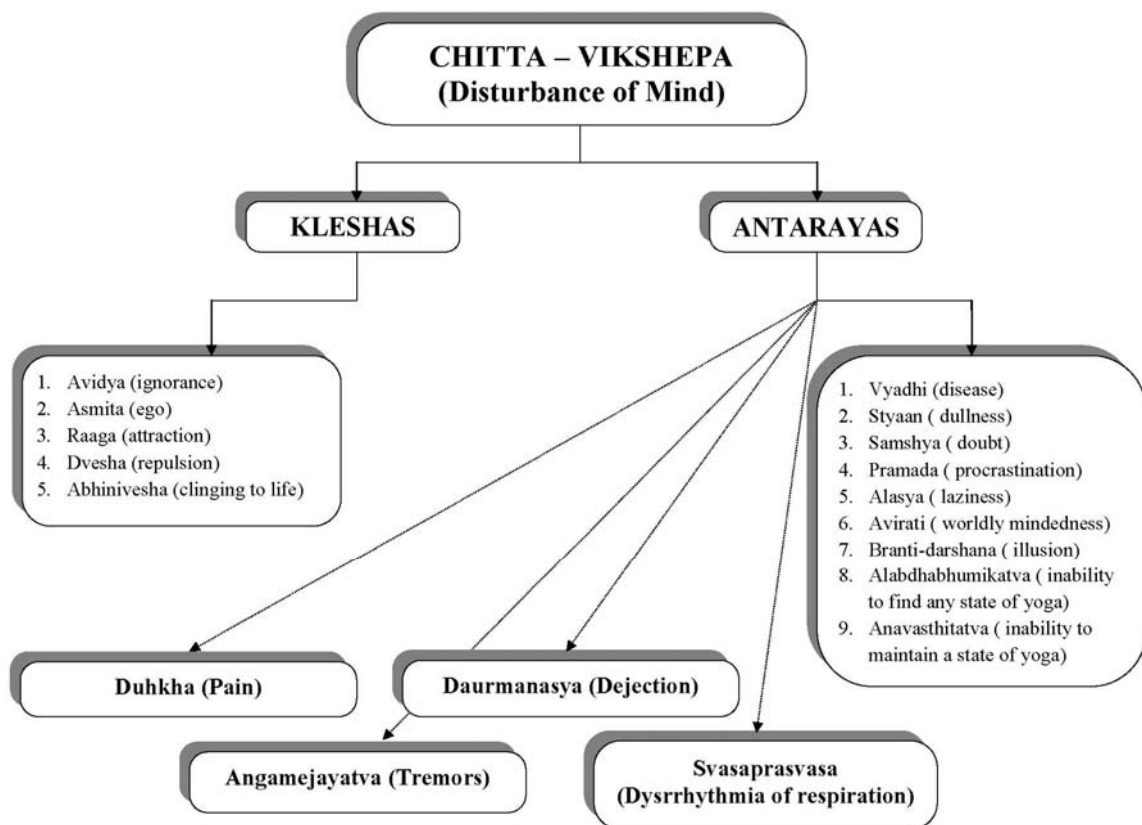 CHITTA – VIKSHEPA
(Disturbance of Mind)
KLESHAS
ANTARAYAS
1. Avidya (ignorance)
2. Asmita (ego)
3. Raaga (attraction)
4. Dvesha (repulsion)
5. Abhinivesha (clinging to life)
1. Vyadhi (disease)
2. Styaan ( dullness)
3. Samshya ( doubt)
4. Pramada ( procrastination)
5. Alasya ( laziness)
6. Avirati ( worldly mindedness)
7. Branti-darshana ( illusion)
8. Alabdhabhumikatva ( inability
to find any state of yoga)
9. Anavasthitatva ( inability to
maintain a state of yoga)
Duhkha (Pain)
Daurmanasya (Dejection)
Angamejayatva (Tremors)
Svasaprasvasa
(Dysrrhythmia of respiration)